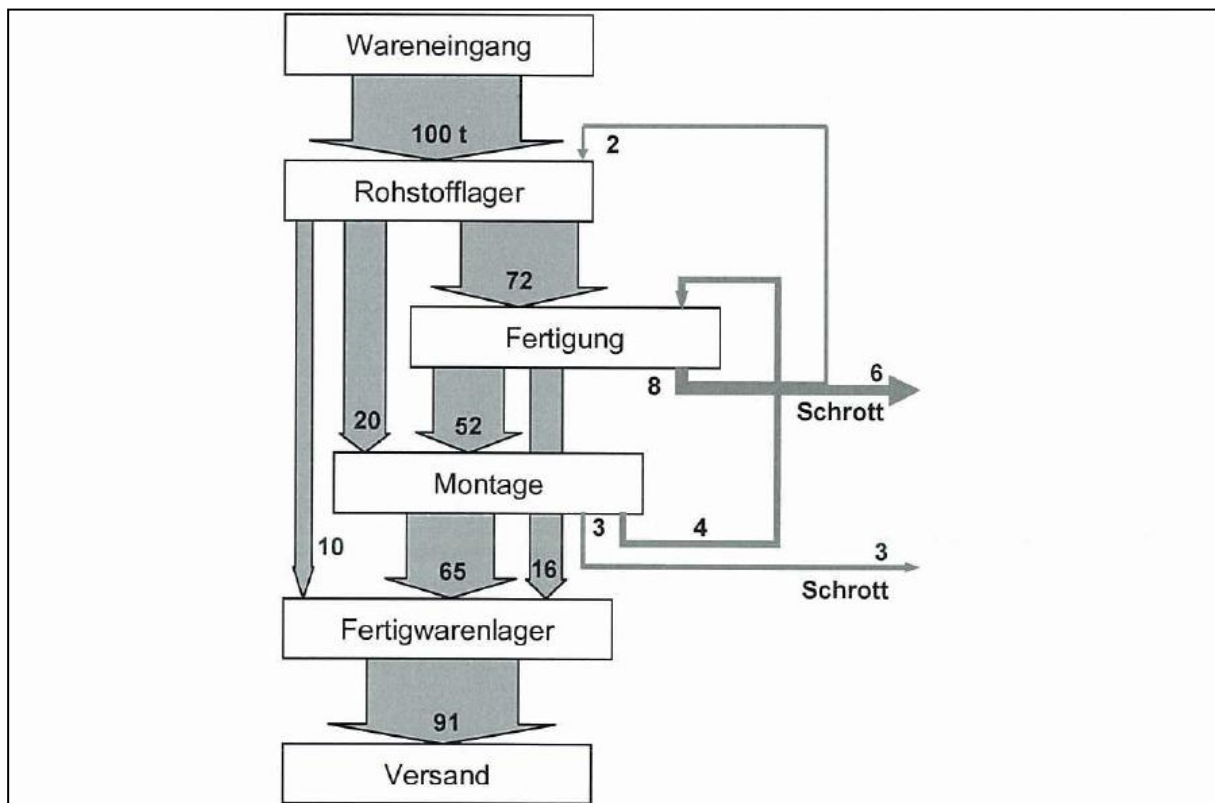 Wareneingang
100 t
2
Rohstofflager
72
Fertigung
8
6
Schrott
20
52
Montage
3
4
3
10
65
16
Schrott
Fertigwarenlager
91
Versand